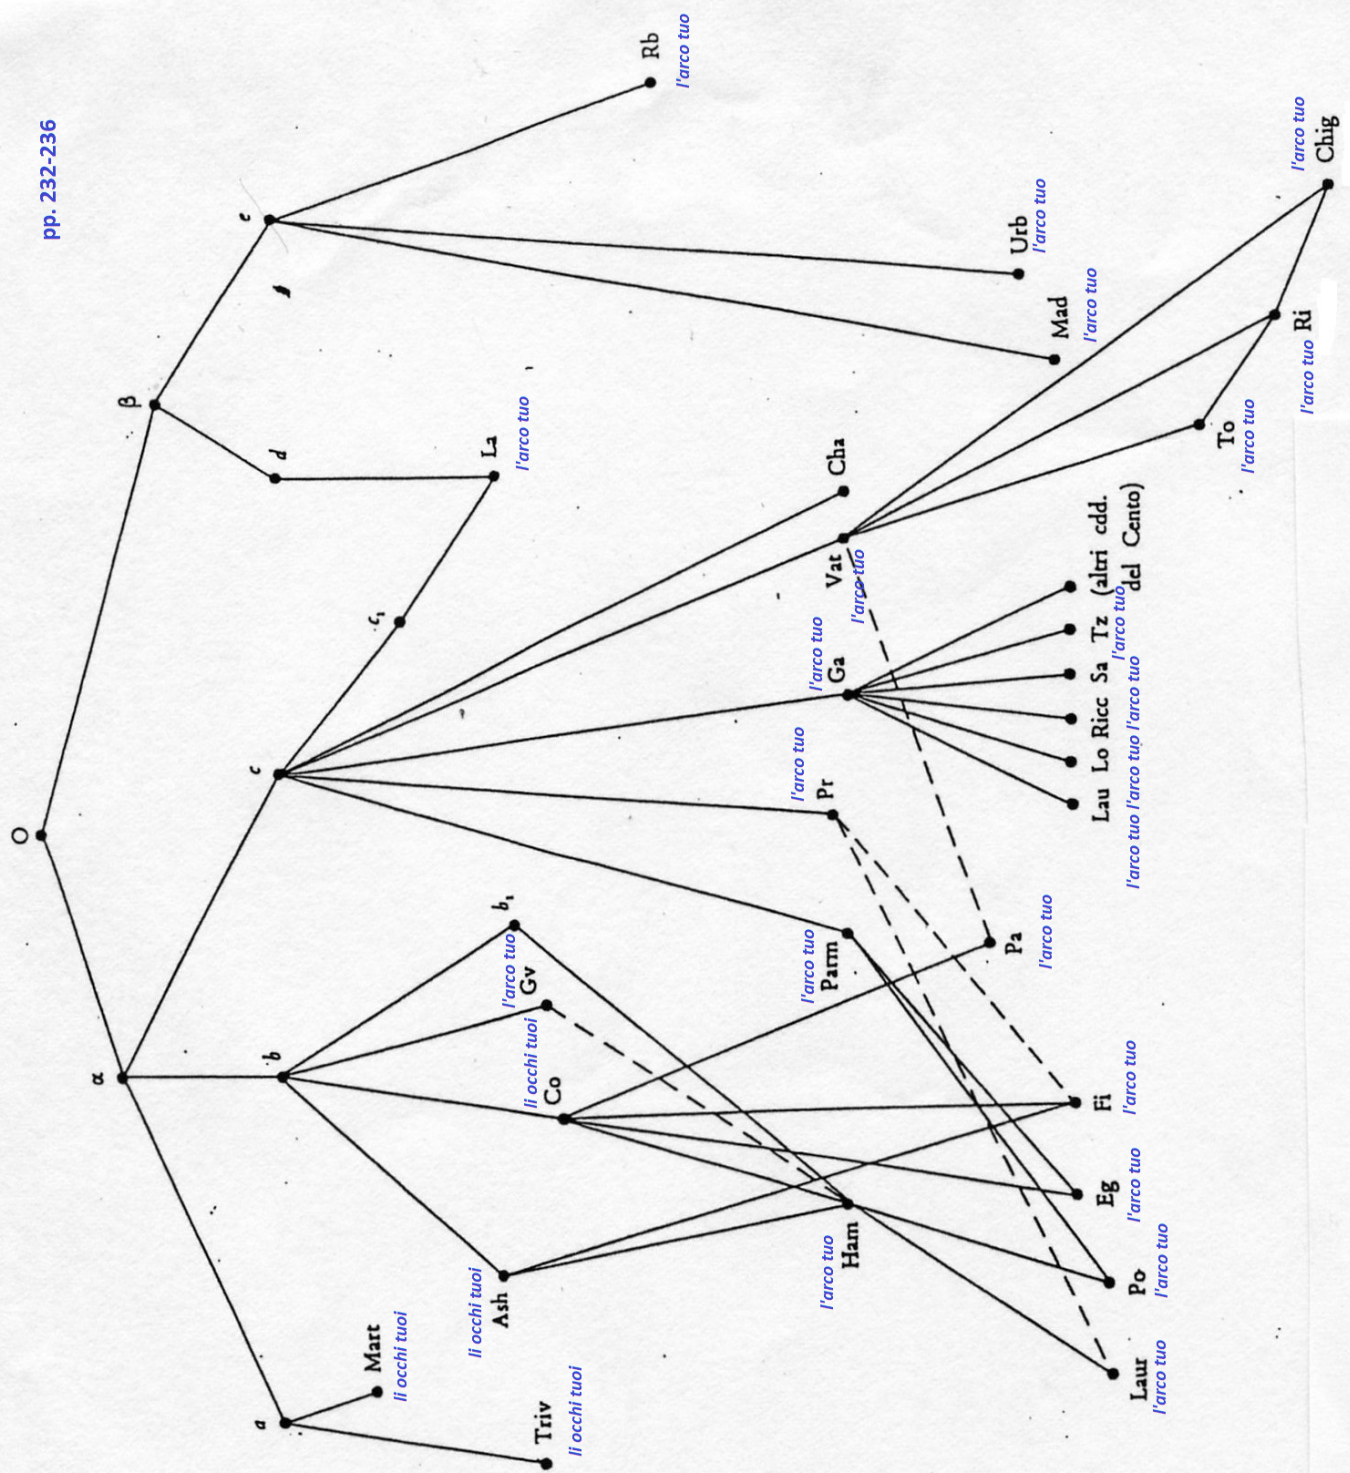 pp. 232-236
O
α
β
a
b
c
d
e
c₁
b₁
Mart
li occhi tuoi
Triv
li occhi tuoi
Ash
li occhi tuoi
Co
li occhi tuoi
Gv
l'arco tuo
La
l'arco tuo
Rb
l'arco tuo
Ham
l'arco tuo
Parm
l'arco tuo
Pr
l'arco tuo
Ga
l'arco tuo
Vat
l'arco tuo
Cha
Urb
l'arco tuo
Mad
l'arco tuo
Laur
l'arco tuo
Po
l'arco tuo
Eg
l'arco tuo
Fi
l'arco tuo
Pa
l'arco tuo
Lau Lo Ricc Sa Tz (altri cdd.
del Cento)
l'arco tuo l'arco tuo l'arco tuo
l'arco tuo
To
l'arco tuo
Ri
l'arco tuo
Chig
l'arco tuo